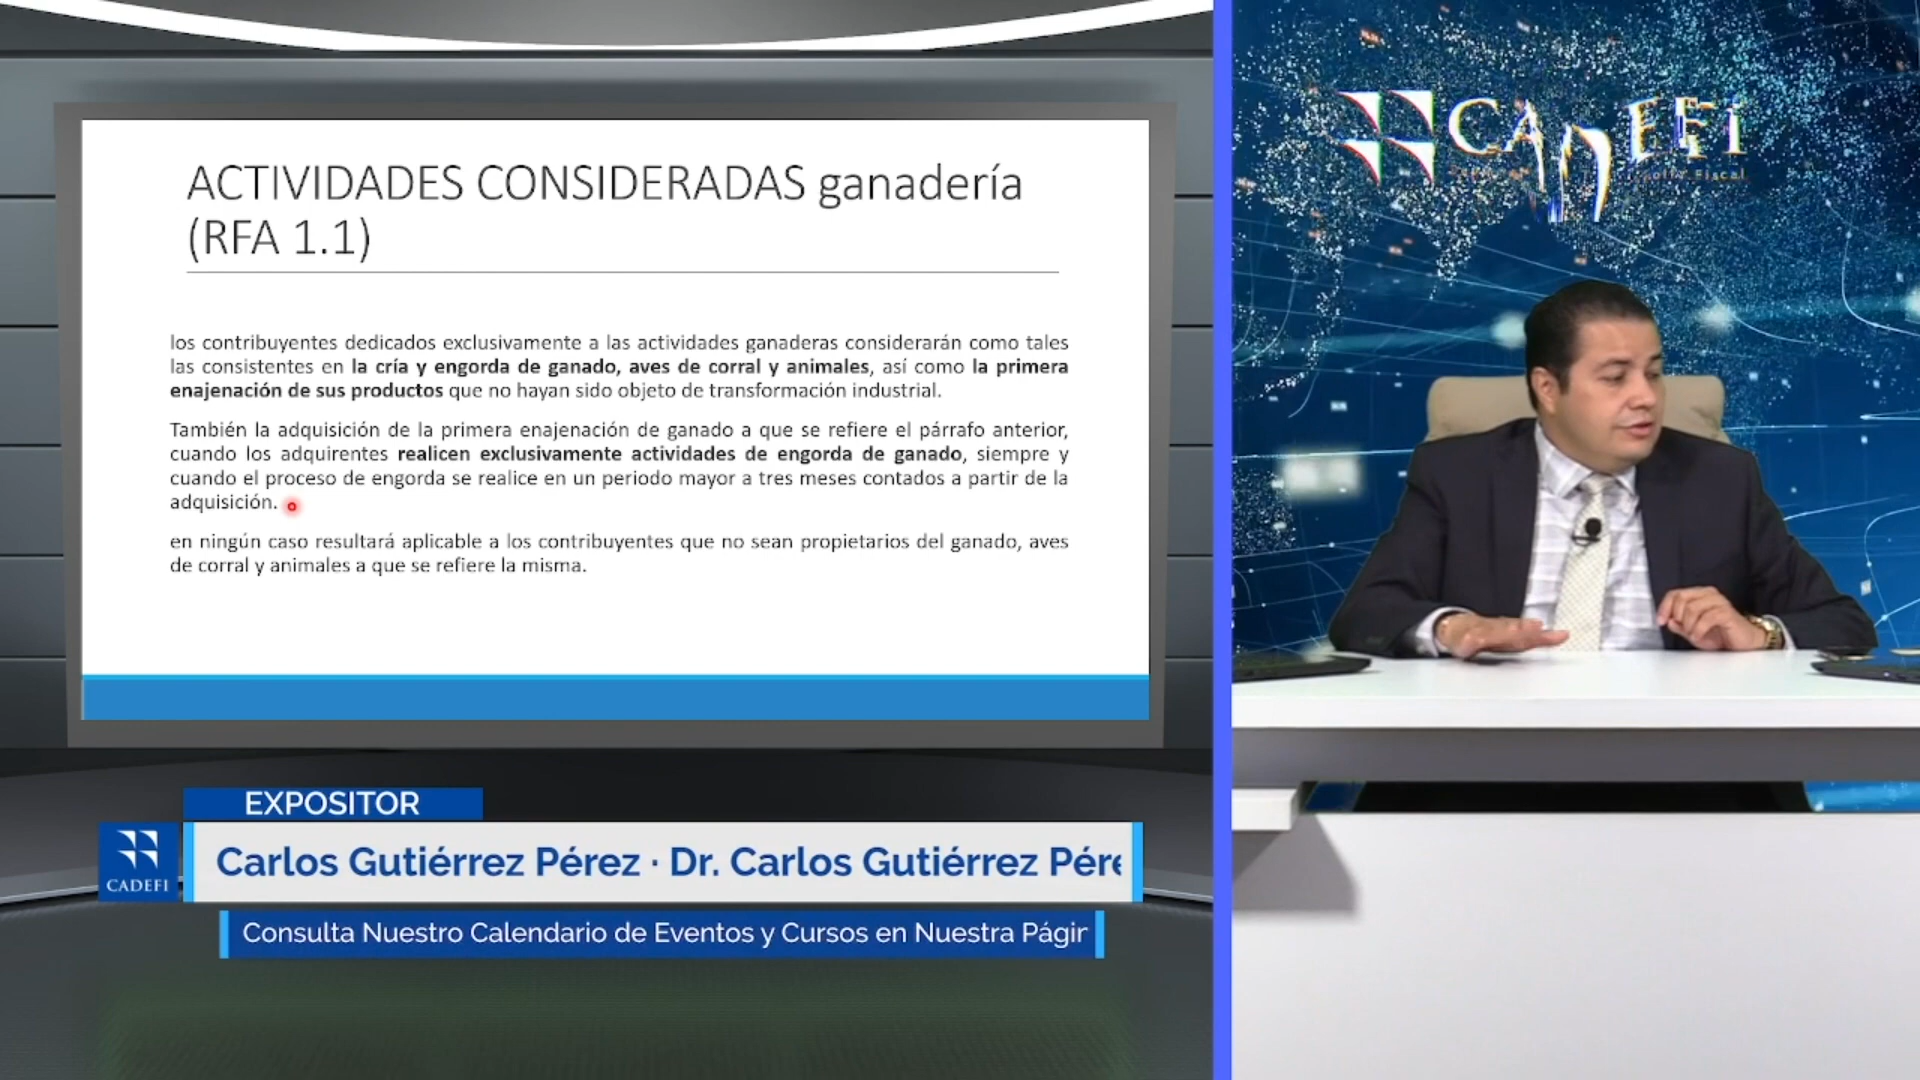 ACTIVIDADES CONSIDERADAS ganadería
(RFA 1.1)
los contribuyentes dedicados exclusivamente a las actividades ganaderas considerarán como tales
las consistentes en la cría y engorda de ganado, aves de corral y animales, así como la primera
enajenación de sus productos que no hayan sido objeto de transformación industrial.
También la adquisición de la primera enajenación de ganado a que se refiere el párrafo anterior,
cuando los adquirentes realicen exclusivamente actividades de engorda de ganado, siempre y
cuando el proceso de engorda se realice en un periodo mayor a tres meses contados a partir de la
adquisición.
en ningún caso resultará aplicable a los contribuyentes que no sean propietarios del ganado, aves
de corral y animales a que se refiere la misma.
EXPOSITOR
CADEFI
Carlos Gutiérrez Pérez · Dr. Carlos Gutiérrez Pére
Consulta Nuestro Calendario de Eventos y Cursos en Nuestra Págin
CADEFI
Fiscal